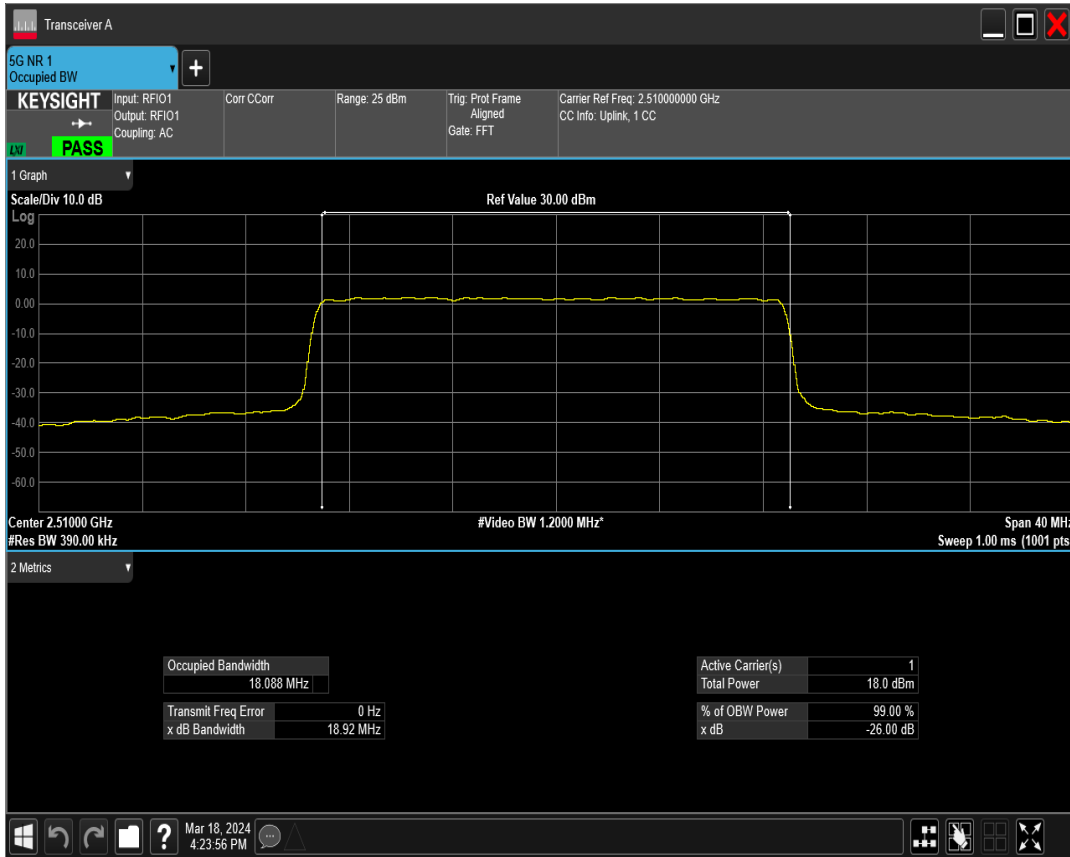 Transceiver A
5G NR 1
Occupied BW
+
KEYSIGHT
LXI
PASS
Input: RFIO1
Output: RFIO1
Coupling: AC
Corr CCorr
Range: 25 dBm
Trig: Prot Frame
Aligned
Gate: FFT
Carrier Ref Freq: 2.510000000 GHz
CC Info: Uplink, 1 CC
1 Graph
Scale/Div 10.0 dB
Ref Value 30.00 dBm
Log
20.0
10.0
0.00
-10.0
-20.0
-30.0
-40.0
-50.0
-60.0
Center 2.51000 GHz
#Video BW 1.2000 MHz*
Span 40 MHz
#Res BW 390.00 kHz
Sweep 1.00 ms (1001 pts
2 Metrics
Occupied Bandwidth
18.088 MHz
Transmit Freq Error 0 Hz
x dB Bandwidth 18.92 MHz
Active Carrier(s) 1
Total Power 18.0 dBm
% of OBW Power 99.00 %
x dB -26.00 dB
?
Mar 18, 2024
4:23:56 PM